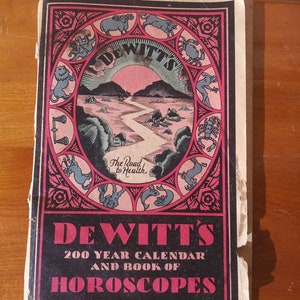 DEWITT'S
The Road
to Health
DEWITT'S
200 YEAR CALENDAR
AND BOOK OF
HOROSCOPES